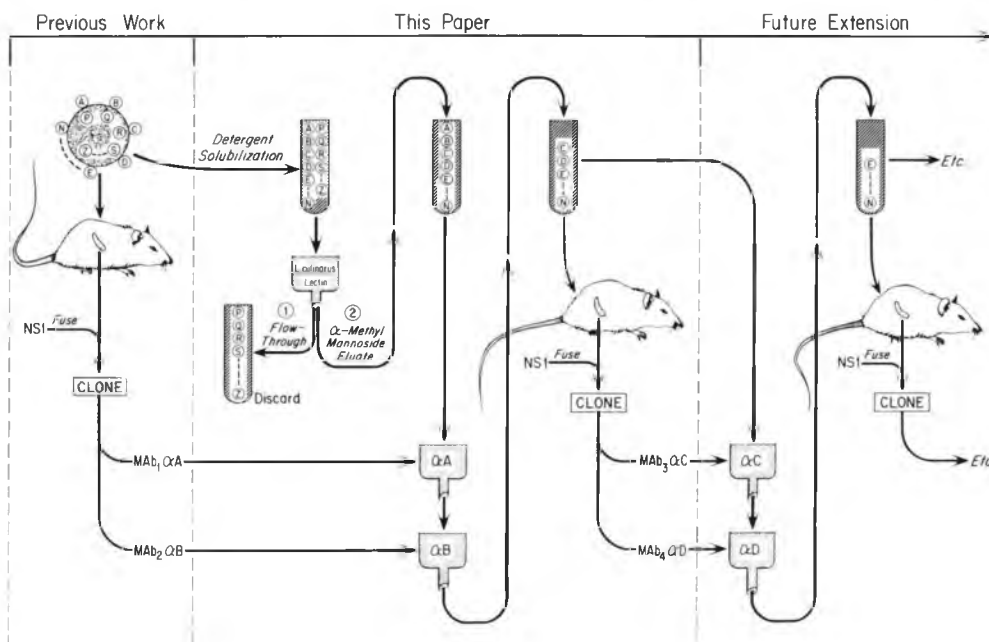 Previous Work
This Paper
Future Extension
A
B
N
P
Q
R
C
Z
S
D
E
Detergent
Solubilization
A P
B Q
C R
D S
E
Z
N
A
B
C
D
E
N
C
D
E
N
E
N
Etc.
L. culinarus
Lectin
①
Flow-
Through
②
α-Methyl
Mannoside
Eluate
P
Q
R
S
Z
Discard
NS1
Fuse
CLONE
NS1
Fuse
CLONE
NS1
Fuse
CLONE
MAb₁ αA
αA
MAb₃ αC
αC
Etc.
MAb₂ αB
αB
MAb₄ αD
αD